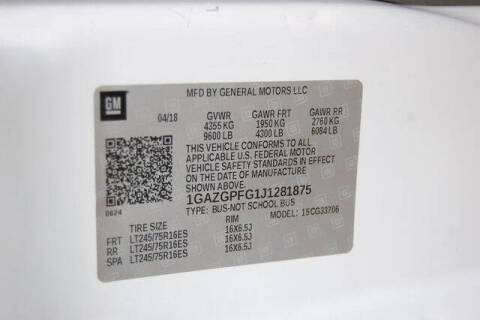 GM
MFD BY GENERAL MOTORS LLC
04/18 GVWR GAWR FRT GAWR RR
4355 KG 1950 KG 2760 KG
9600 LB 4300 LB 6084 LB
THIS VEHICLE CONFORMS TO ALL
APPLICABLE U.S. FEDERAL MOTOR
VEHICLE SAFETY STANDARDS IN EFFECT
ON THE DATE OF MANUFACTURE
SHOWN ABOVE.
1GAZGPFG1J1281875
0624 TYPE: BUS-NOT SCHOOL BUS
MODEL: 1SCG33706
TIRE SIZE RIM
FRT LT245/75R16ES 16X6.5J
RR LT245/75R16ES 16X6.5J
SPA LT245/75R16ES 16X6.5J